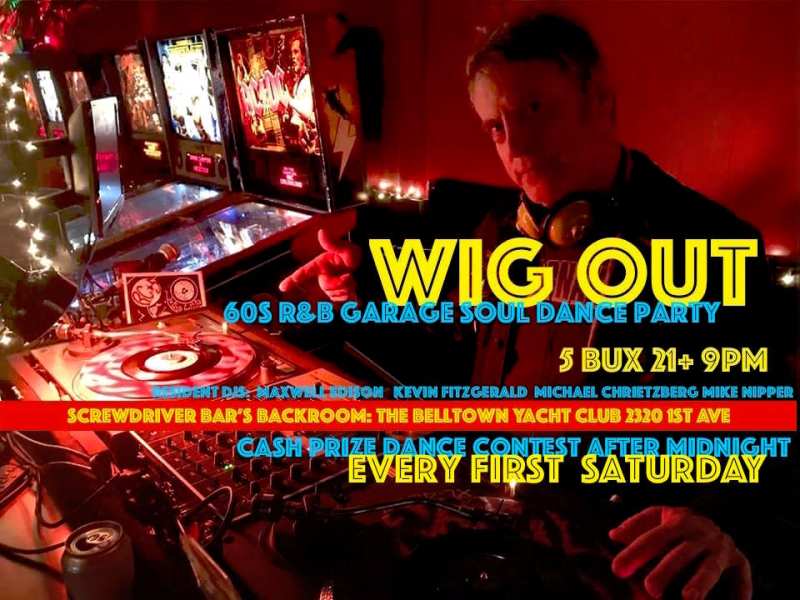 AC/DC
WIG OUT
60S R&B GARAGE SOUL DANCE PARTY
5 BUX 21+ 9PM
RESIDENT DJS: MAXWELL EDISON KEVIN FITZGERALD MICHAEL CHRIETZBERG MIKE NIPPER
SCREWDRIVER BAR'S BACKROOM: THE BELLTOWN YACHT CLUB 2320 1ST AVE
CASH PRIZE DANCE CONTEST AFTER MIDNIGHT
EVERY FIRST SATURDAY